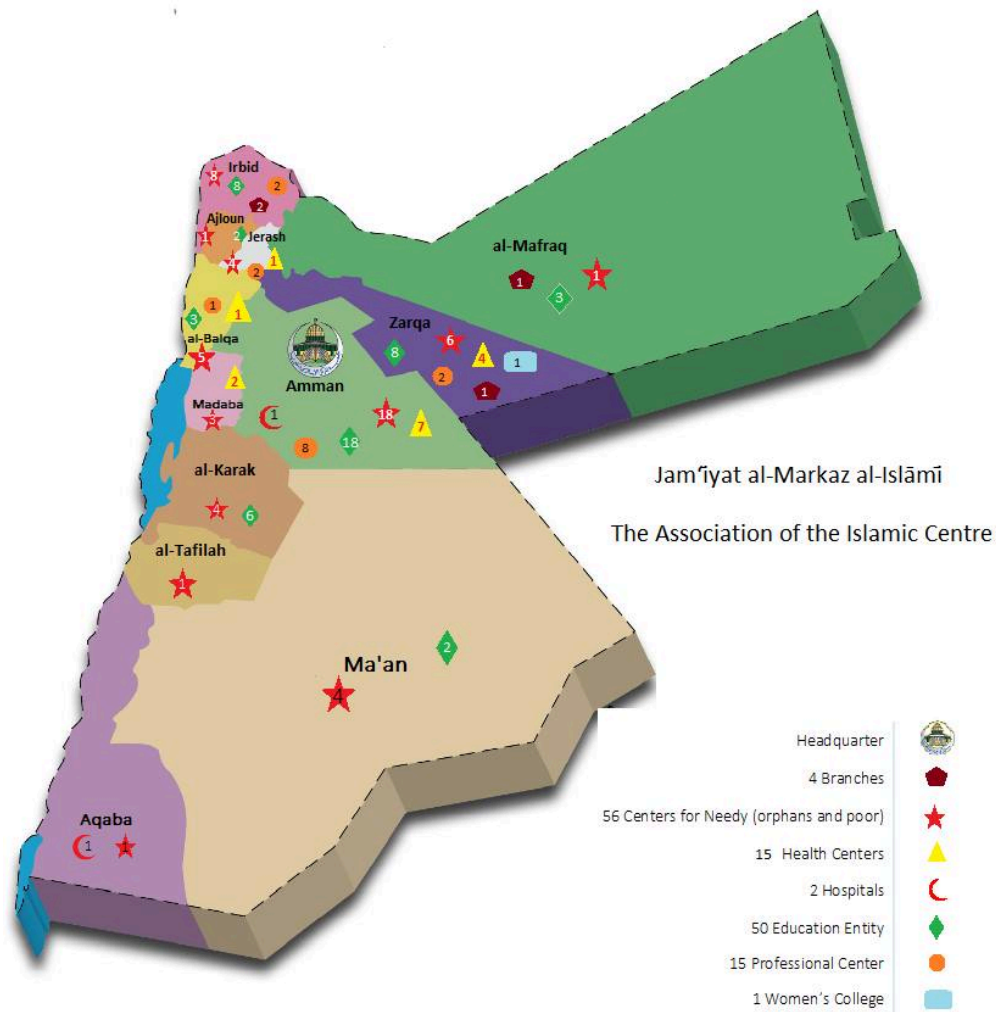 Irbid
8
8
2
2
Ajloun
1
2
Jerash
4
1
2
al-Mafraq
1
3
1
3
1
1
al-Balqa
5
Zarqa
8
6
4
1
2
1
Amman
1
18
7
8
18
2
Madaba
3
al-Karak
4
6
al-Tafilah
1
Jam‘iyat al-Markaz al-Islāmī
The Association of the Islamic Centre
Ma'an
2
4
Aqaba
1
1
Headquarter
4 Branches
56 Centers for Needy (orphans and poor)
15 Health Centers
2 Hospitals
50 Education Entity
15 Professional Center
1 Women's College